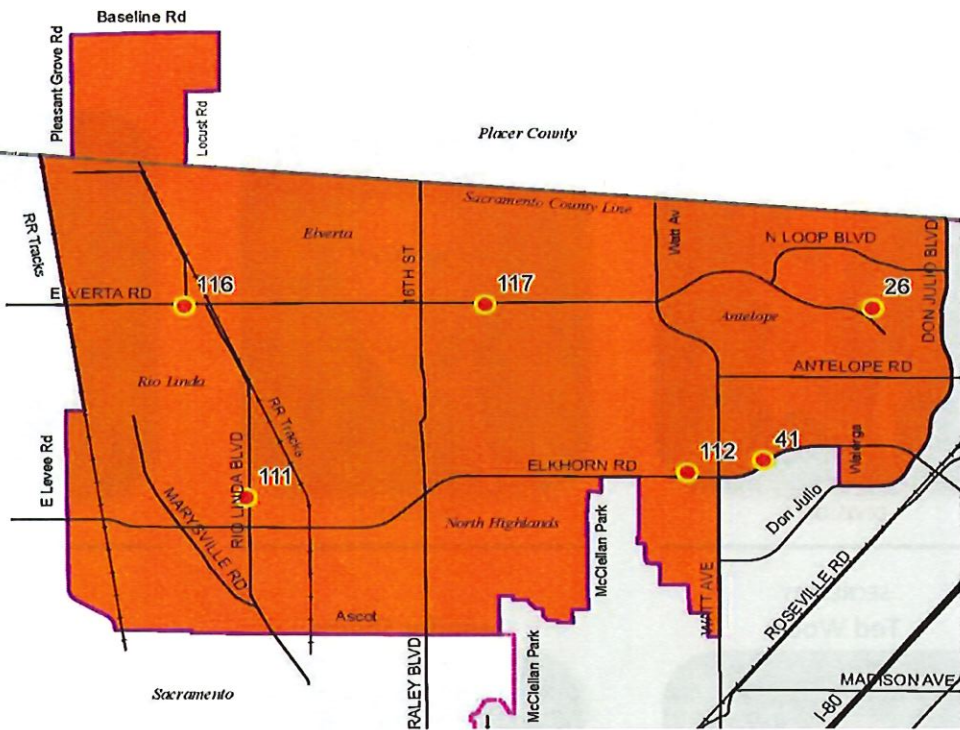 Baseline Rd
Pleasant Grove Rd
Locust Rd
Placer County
Sacramento County Line
Elverta
Watt Av
N LOOP BLVD
DON JULIO BLVD
RR Tracks
16TH ST
E VERTA RD
116
117
26
Antelope
ANTELOPE RD
Rio Linda
RR Tracks
E Levee Rd
RIO LINDA BLVD
111
MARYSVILLE RD
ELKHORN RD
112
41
Walerga
Don Julio
North Highlands
McClellan Park
WATT AVE
ROSEVILLE RD
Ascot
RALEY BLVD
McClellan Park
Sacramento
MADISON AVE
I-80